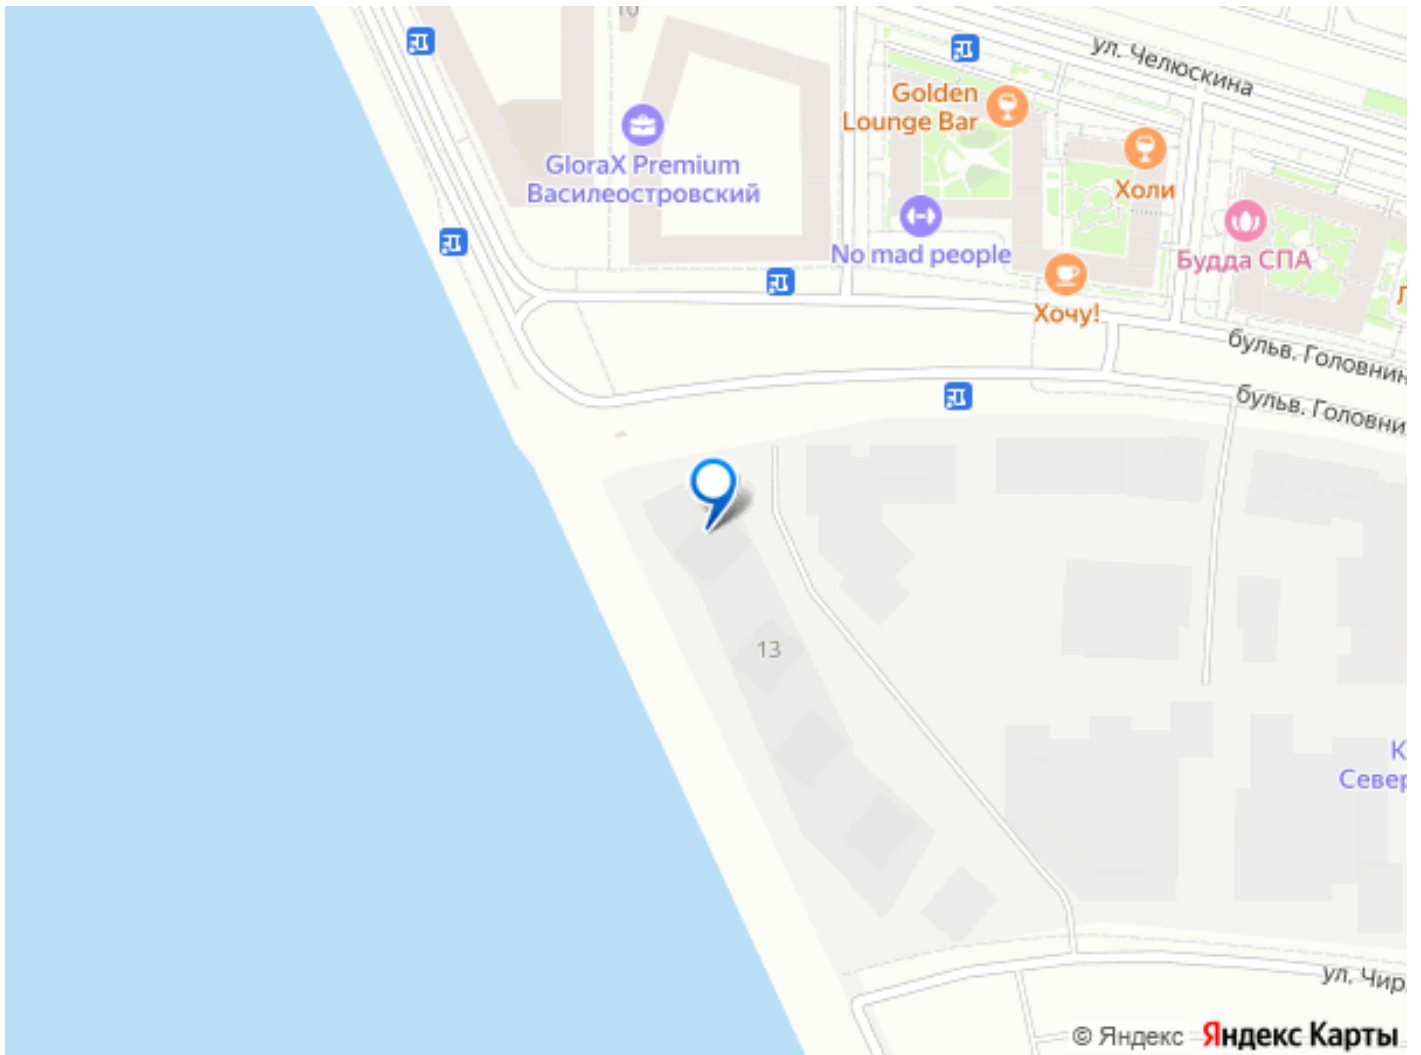 10
ул. Челюскина
Golden
Lounge Bar
GloraX Premium
Василеостровский
Холи
No mad people
Будда СПА
Хочу!
Л
бульв. Головнин
бульв. Головни
13
К
Север
ул. Чир
© Яндекс Яндекс Карты